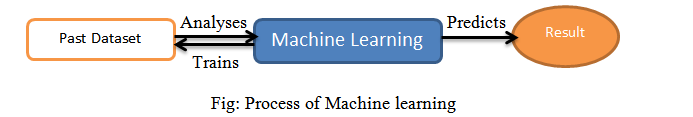 Analyses
Predicts
Past Dataset
Machine Learning
Result
Trains
Fig: Process of Machine learning